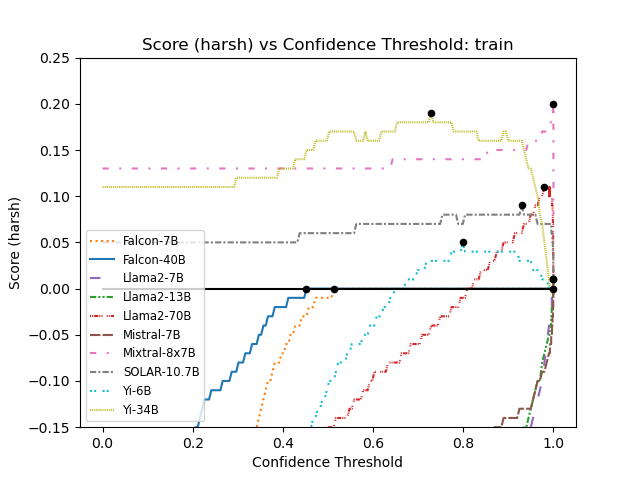 Score (harsh) vs Confidence Threshold: train
0.25
0.20
0.15
0.10
0.05
0.00
−0.05
−0.10
−0.15
Score (harsh)
Falcon-7B
Falcon-40B
Llama2-7B
Llama2-13B
Llama2-70B
Mistral-7B
Mixtral-8x7B
SOLAR-10.7B
Yi-6B
Yi-34B
0.0 0.2 0.4 0.6 0.8 1.0
Confidence Threshold